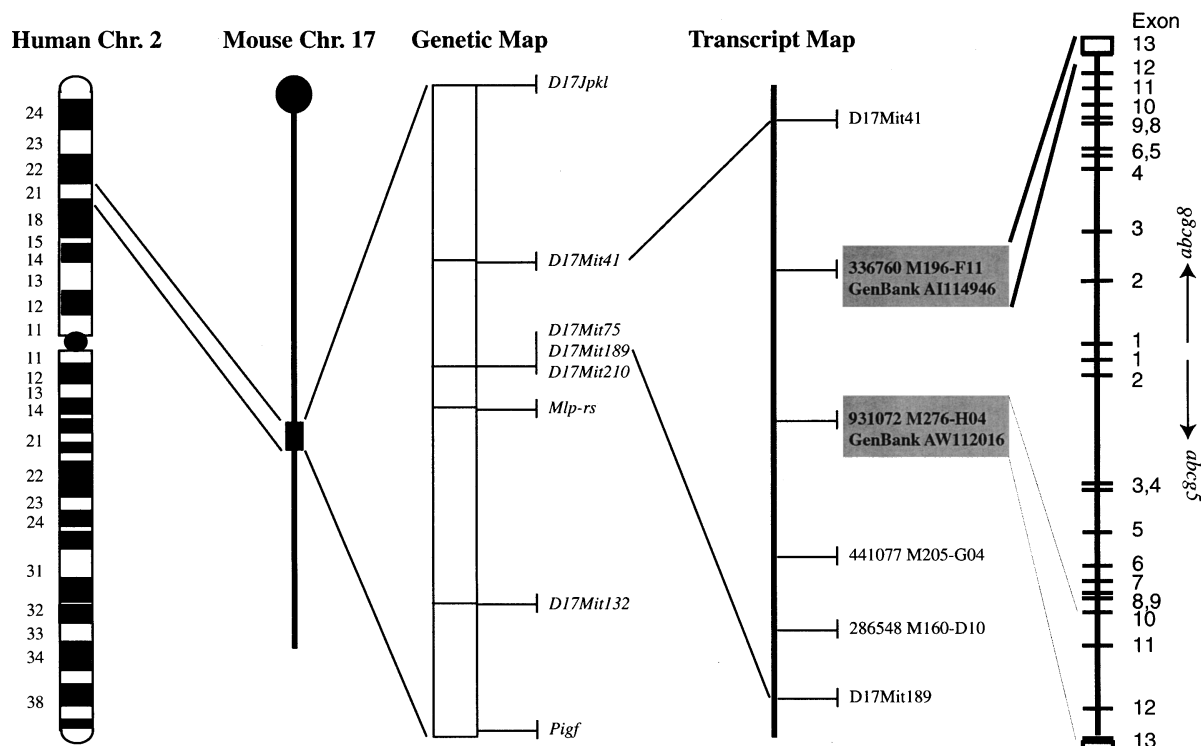 Human Chr. 2
24
23
22
21
18
15
14
13
12
11
11
12
13
14
21
22
23
24
31
32
33
34
38
Mouse Chr. 17
Genetic Map
D17Jpkl
D17Mit41
D17Mit75
D17Mit189
D17Mit210
Mlp-rs
D17Mit132
Pigf
Transcript Map
D17Mit41
336760 M196-F11
GenBank AI114946
931072 M276-H04
GenBank AW112016
441077 M205-G04
286548 M160-D10
D17Mit189
Exon
13
12
11
10
9,8
6,5
4
3
2
1
1
2
3,4
5
6
7
8,9
10
11
12
13
abcg8
abcg5